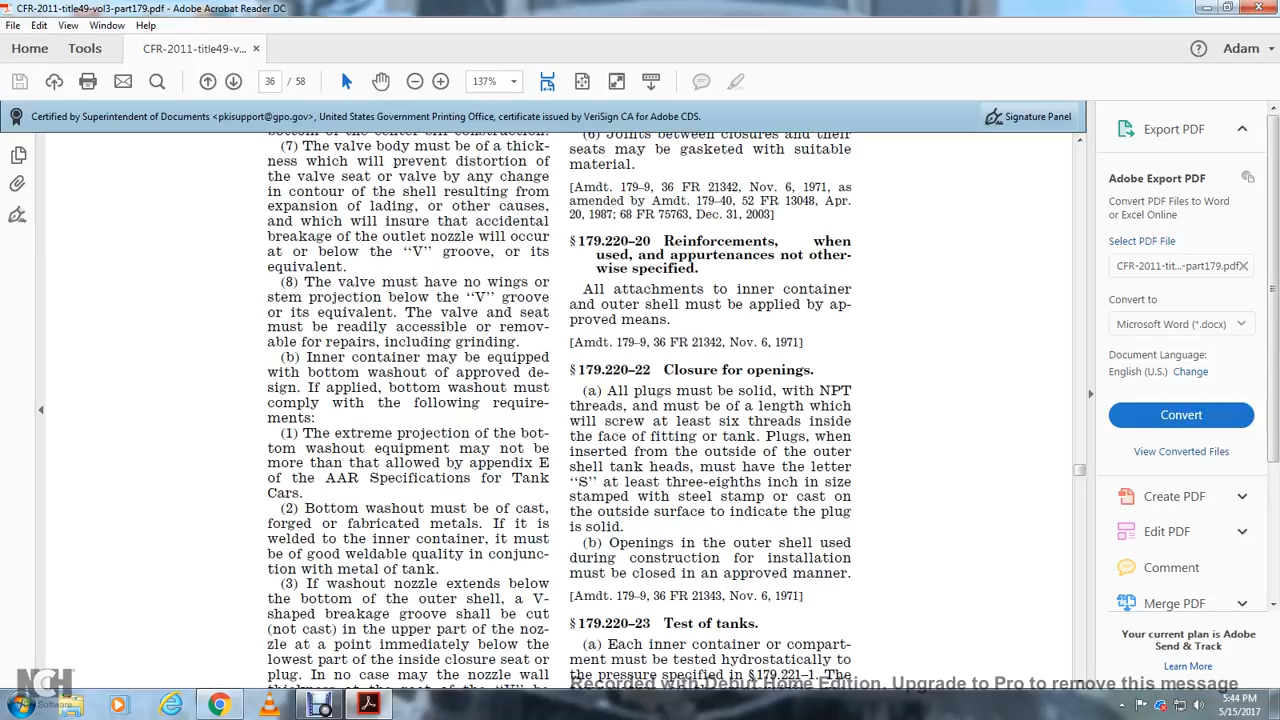 CFR-2011-title49-vol3-part179.pdf - Adobe Acrobat Reader DC
File Edit View Window Help
Home Tools CFR-2011-title49-v... × Adam
36 / 58 137%
Certified by Superintendent of Documents <pkisupport@gpo.gov>, United States Government Printing Office, certificate issued by VeriSign CA for Adobe CDS. Signature Panel
bottom of the center sill construction.
(7) The valve body must be of a thick-
ness which will prevent distortion of
the valve seat or valve by any change
in contour of the shell resulting from
expansion of lading, or other causes,
and which will insure that accidental
breakage of the outlet nozzle will occur
at or below the ‘‘V’’ groove, or its
equivalent.
(8) The valve must have no wings or
stem projection below the ‘‘V’’ groove
or its equivalent. The valve and seat
must be readily accessible or remov-
able for repairs, including grinding.
(b) Inner container may be equipped
with bottom washout of approved de-
sign. If applied, bottom washout must
comply with the following require-
ments:
(1) The extreme projection of the bot-
tom washout equipment may not be
more than that allowed by appendix E
of the AAR Specifications for Tank
Cars.
(2) Bottom washout must be of cast,
forged or fabricated metals. If it is
welded to the inner container, it must
be of good weldable quality in conjunc-
tion with metal of tank.
(3) If washout nozzle extends below
the bottom of the outer shell, a V-
shaped breakage groove shall be cut
(not cast) in the upper part of the noz-
zle at a point immediately below the
lowest part of the inside closure seat or
plug. In no case may the nozzle wall
(6) Joints between closures and their
seats may be gasketed with suitable
material.
[Amdt. 179–9, 36 FR 21342, Nov. 6, 1971, as
amended by Amdt. 179–40, 52 FR 13048, Apr.
20, 1987; 68 FR 75763, Dec. 31, 2003]
§ 179.220–20 Reinforcements, when
used, and appurtenances not other-
wise specified.
All attachments to inner container
and outer shell must be applied by ap-
proved means.
[Amdt. 179–9, 36 FR 21342, Nov. 6, 1971]
§ 179.220–22 Closure for openings.
(a) All plugs must be solid, with NPT
threads, and must be of a length which
will screw at least six threads inside
the face of fitting or tank. Plugs, when
inserted from the outside of the outer
shell tank heads, must have the letter
‘‘S’’ at least three-eighths inch in size
stamped with steel stamp or cast on
the outside surface to indicate the plug
is solid.
(b) Openings in the outer shell used
during construction for installation
must be closed in an approved manner.
[Amdt. 179–9, 36 FR 21343, Nov. 6, 1971]
§ 179.220–23 Test of tanks.
(a) Each inner container or compart-
ment must be tested hydrostatically to
the pressure specified in § 179.221–1. The
Export PDF
Adobe Export PDF
Convert PDF Files to Word
or Excel Online
Select PDF File
CFR-2011-tit...-part179.pdf
Convert to
Microsoft Word (*.docx)
Document Language:
English (U.S.) Change
Convert
View Converted Files
Create PDF
Edit PDF
Comment
Merge PDF
Your current plan is Adobe
Send & Track
Learn More
Recorded with Debut Home Edition, Upgrade to Pro to remove this message
NCH Software
5:44 PM
5/15/2017